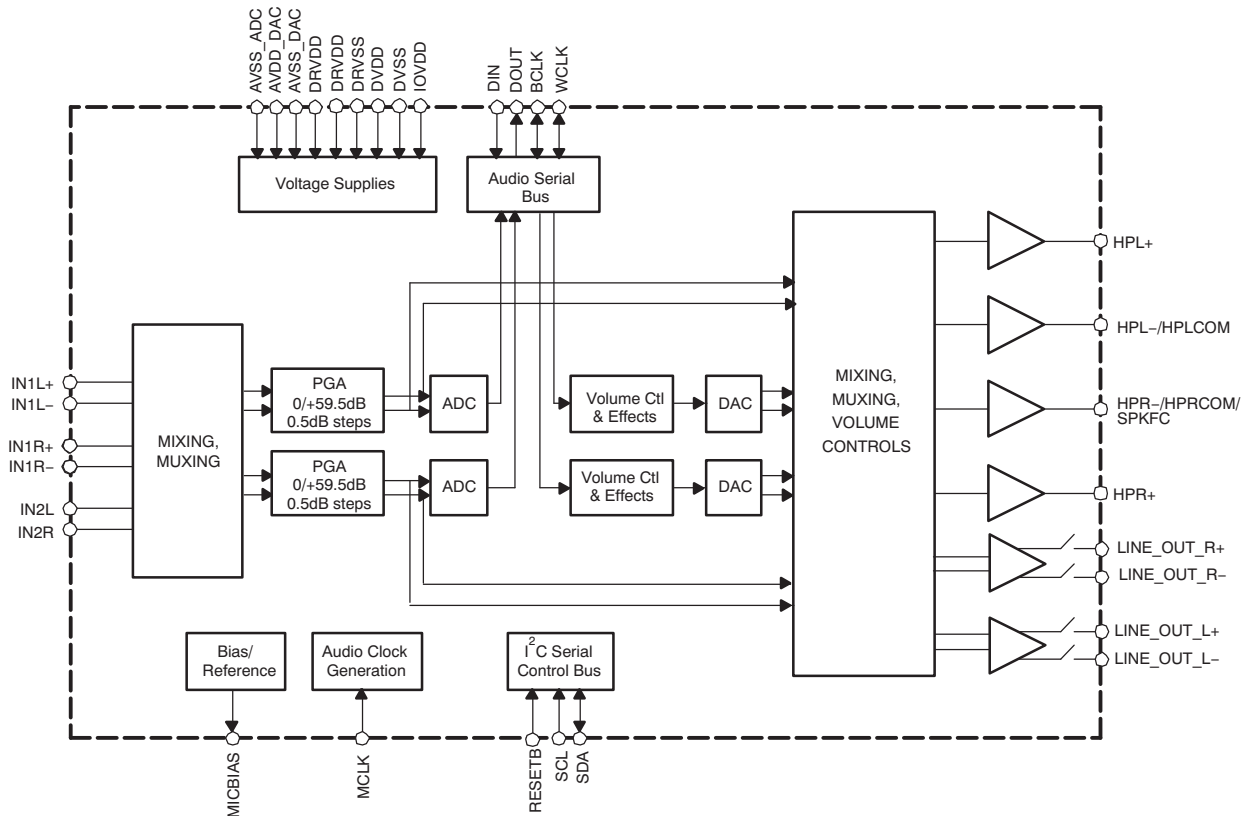 AVSS_ADC
AVDD_DAC
AVSS_DAC
DRVDD
DRVDD
DRVSS
DVDD
DVSS
IOVDD
DIN
DOUT
BCLK
WCLK
Voltage Supplies
Audio Serial
Bus
HPL+
HPL−/HPLCOM
HPR−/HPRCOM/
SPKFC
HPR+
LINE_OUT_R+
LINE_OUT_R−
LINE_OUT_L+
LINE_OUT_L−
IN1L+
IN1L−
IN1R+
IN1R−
IN2L
IN2R
MIXING,
MUXING
PGA
0/+59.5dB
0.5dB steps
ADC
Volume Ctl
& Effects
DAC
PGA
0/+59.5dB
0.5dB steps
ADC
Volume Ctl
& Effects
DAC
MIXING,
MUXING,
VOLUME
CONTROLS
Bias/
Reference
Audio Clock
Generation
I2C Serial
Control Bus
MICBIAS
MCLK
RESETB
SCL
SDA